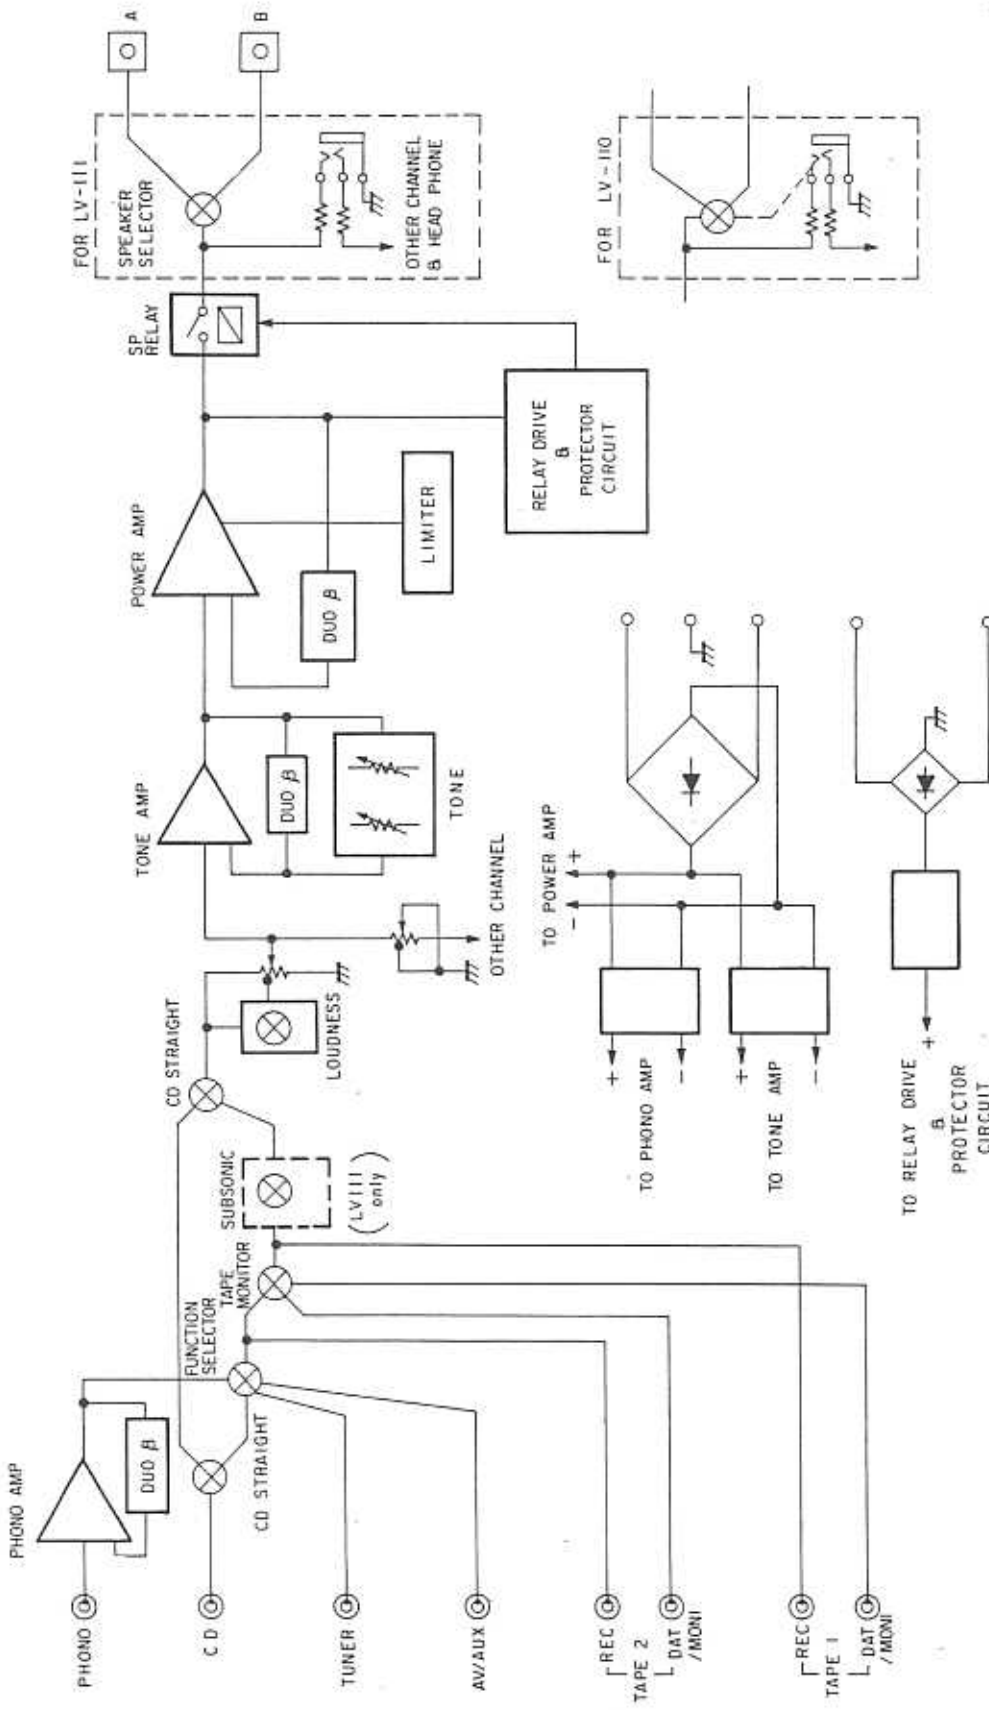 PHONO AMP
PHONO
DUO β
CD
CD STRAIGHT
FUNCTION
SELECTOR
TUNER
AV/AUX
REC
TAPE 2
DAT
/MONI
REC
TAPE 1
DAT
/MONI
TAPE
MONITOR
SUBSONIC
(LV111
only)
CD STRAIGHT
LOUDNESS
OTHER CHANNEL
TONE AMP
DUO β
TONE
POWER AMP
DUO β
LIMITER
RELAY DRIVE
&
PROTECTOR
CIRCUIT
SP
RELAY
FOR LV-111
SPEAKER
SELECTOR
OTHER CHANNEL
& HEAD PHONE
A
B
FOR LV-110
TO POWER AMP
- +
+
TO PHONO AMP
-
+
TO TONE AMP
-
+
TO RELAY DRIVE
&
PROTECTOR
CIRCUIT